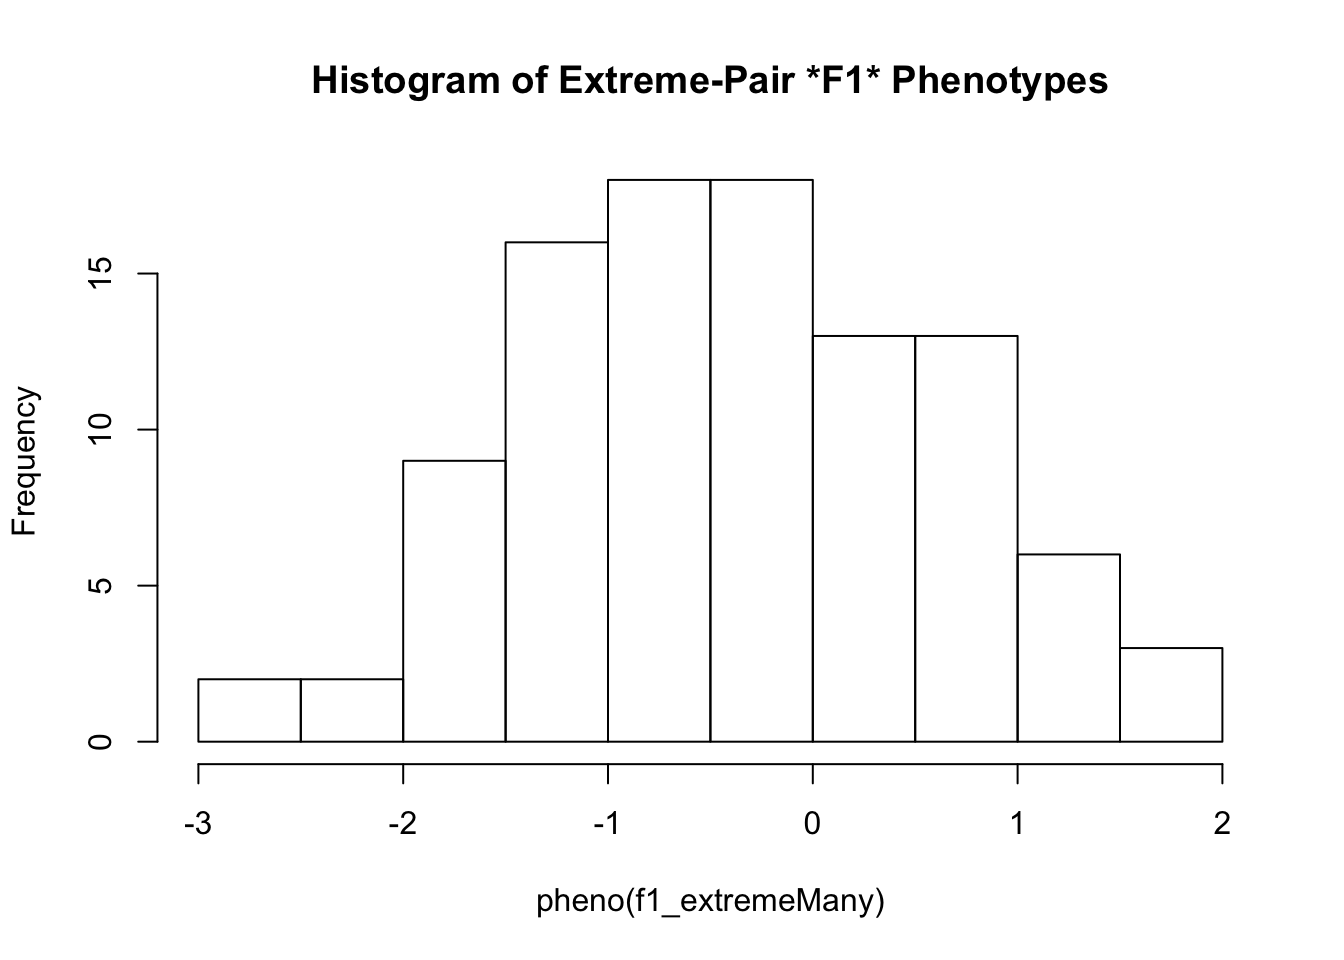 Histogram of Extreme-Pair *F1* Phenotypes
Frequency
15
10
5
0
-3 -2 -1 0 1 2
pheno(f1_extremeMany)